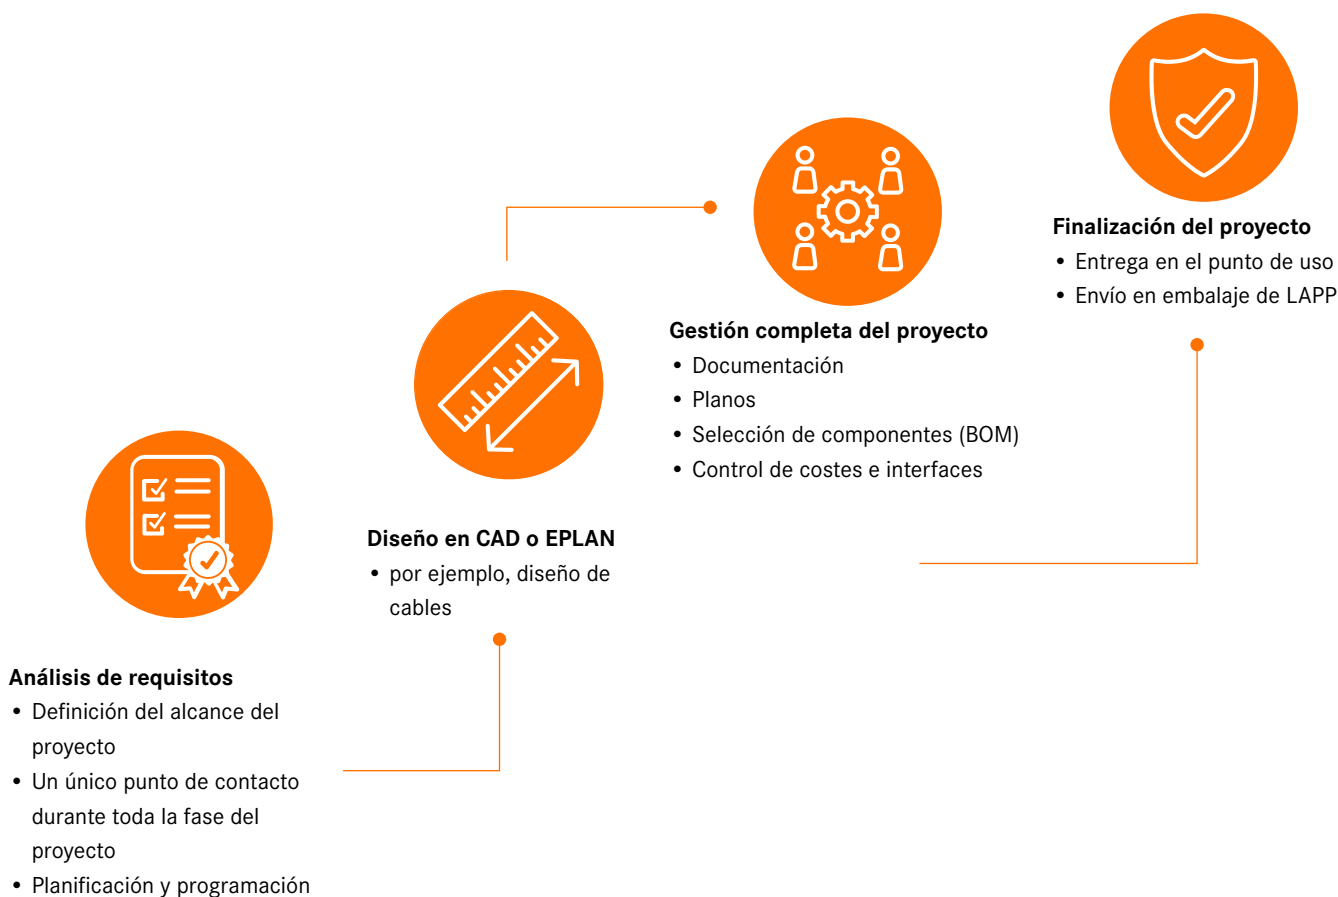 Análisis de requisitos
• Definición del alcance del
proyecto
• Un único punto de contacto
durante toda la fase del
proyecto
• Planificación y programación
Diseño en CAD o EPLAN
• por ejemplo, diseño de
cables
Gestión completa del proyecto
• Documentación
• Planos
• Selección de componentes (BOM)
• Control de costes e interfaces
Finalización del proyecto
• Entrega en el punto de uso
• Envío en embalaje de LAPP